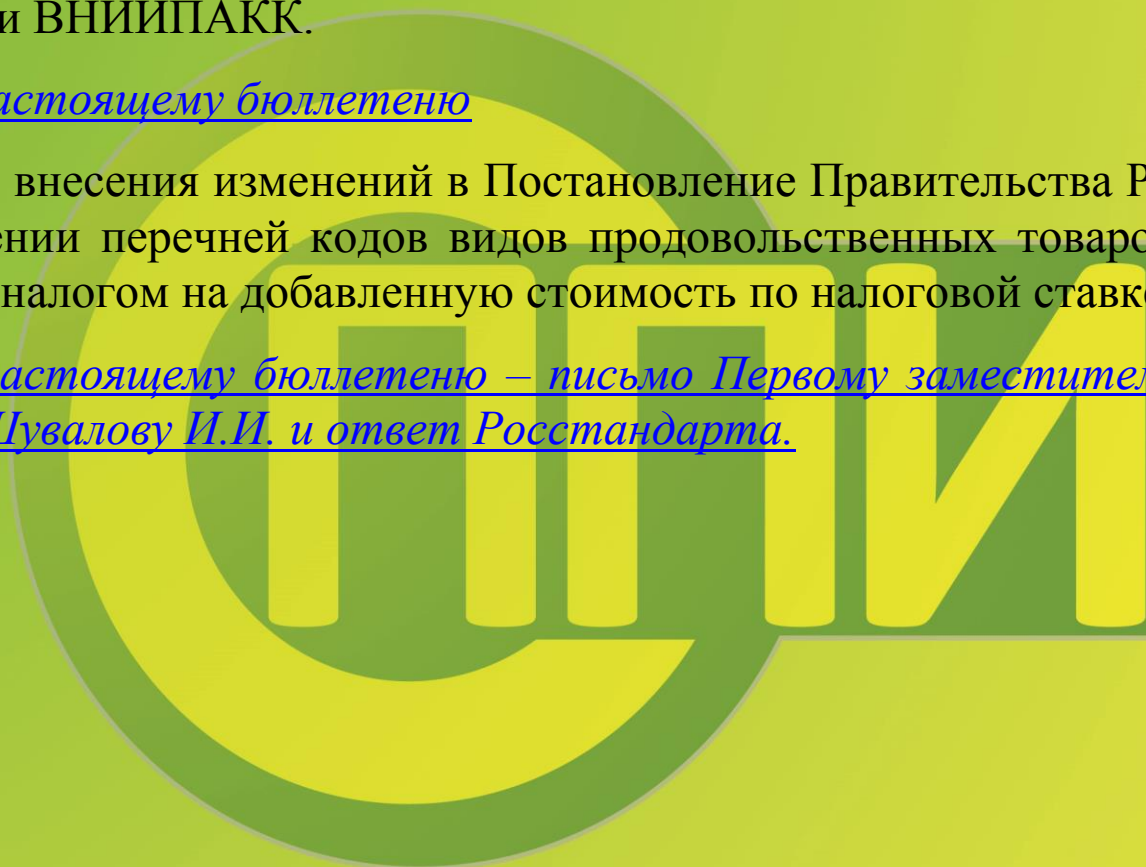 и ВНИИПАКК.
астоящему бюллетеню
внесения изменений в Постановление Правительства Р
ении перечней кодов видов продовольственных товаро
налогом на добавленную стоимость по налоговой ставк
астоящему бюллетеню – письмо Первому заместител
Шувалову И.И. и ответ Росстандарта.
СППИ